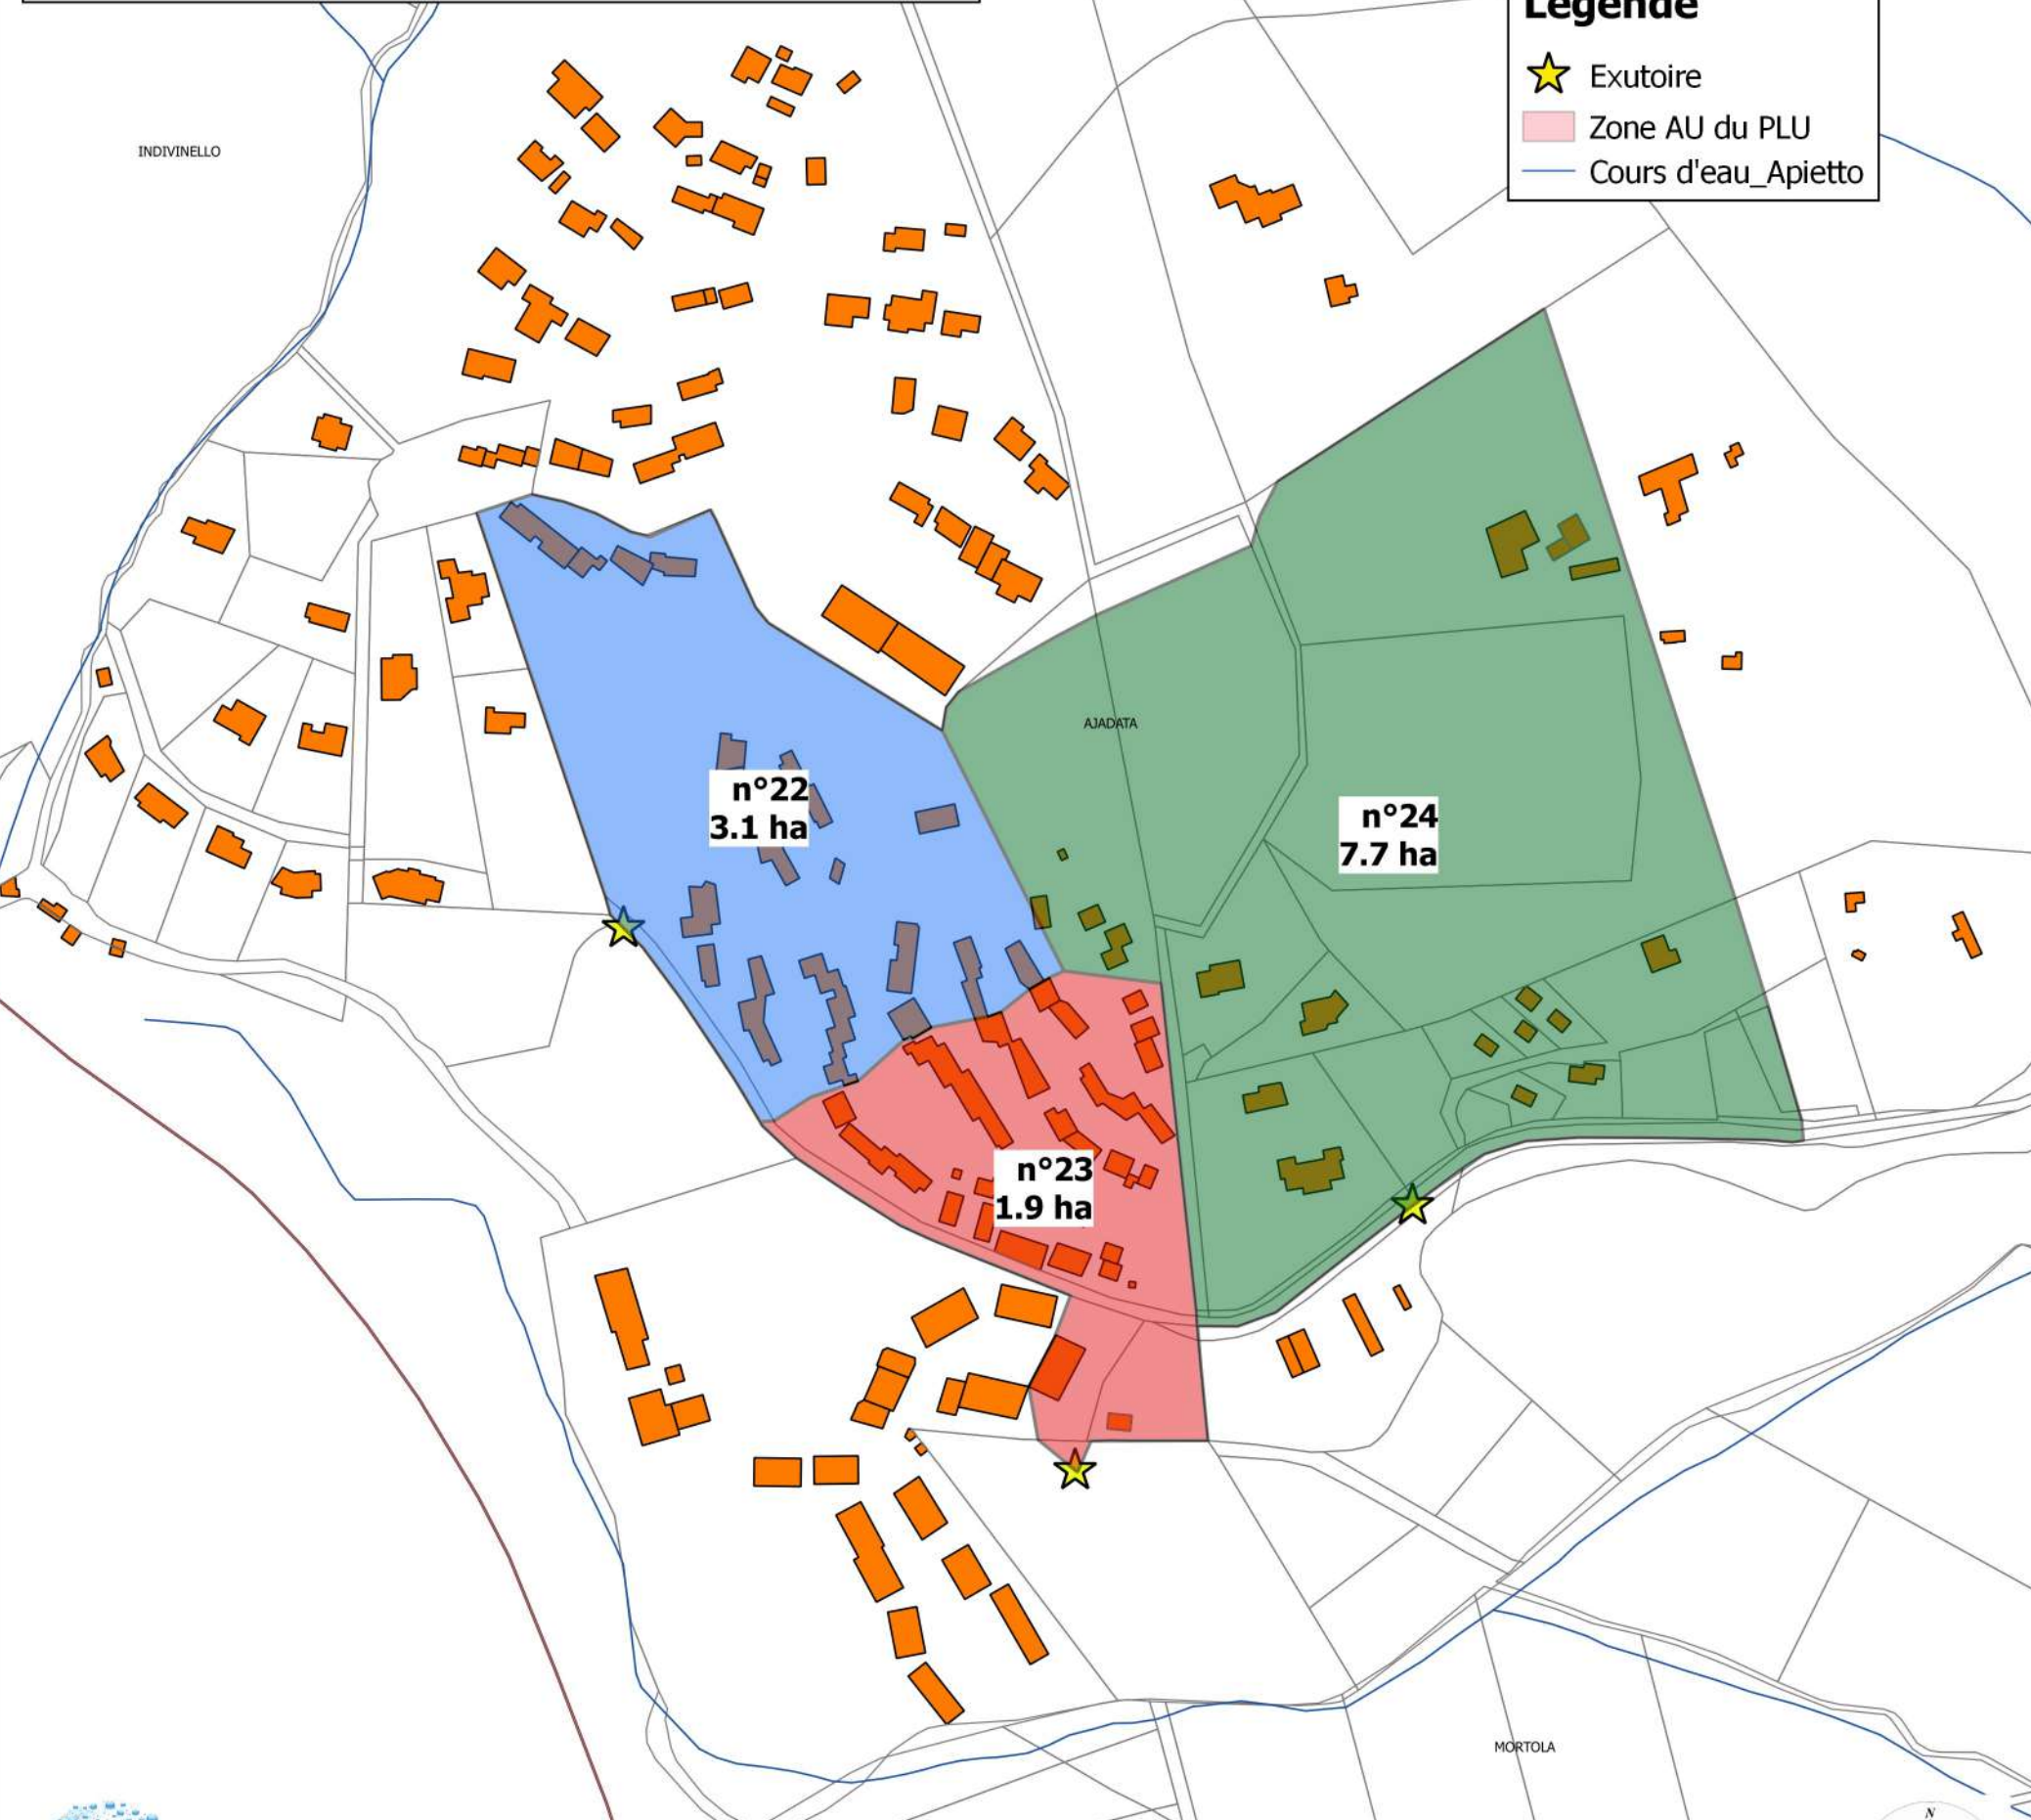 Légende
Exutoire
Zone AU du PLU
Cours d'eau_Apietto
INDIVINELLO
AJADATA
n°22
3.1 ha
n°24
7.7 ha
n°23
1.9 ha
MORTOLA
N